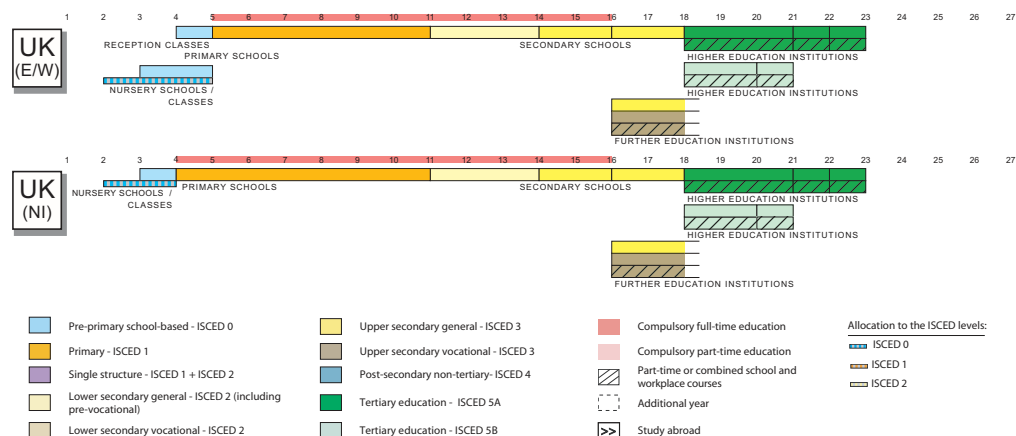 1 2 3 4 5 6 7 8 9 10 11 12 13 14 15 16 17 18 19 20 21 22 23 24 25 26 27
UK
(E/W)
RECEPTION CLASSES
SECONDARY SCHOOLS
PRIMARY SCHOOLS
HIGHER EDUCATION INSTITUTIONS
NURSERY SCHOOLS /
CLASSES
HIGHER EDUCATION INSTITUTIONS
FURTHER EDUCATION INSTITUTIONS
1 2 3 4 5 6 7 8 9 10 11 12 13 14 15 16 17 18 19 20 21 22 23 24 25 26 27
UK
(NI)
NURSERY SCHOOLS /
CLASSES
PRIMARY SCHOOLS
SECONDARY SCHOOLS
HIGHER EDUCATION INSTITUTIONS
HIGHER EDUCATION INSTITUTIONS
FURTHER EDUCATION INSTITUTIONS
Pre-primary school-based - ISCED 0
Primary - ISCED 1
Single structure - ISCED 1 + ISCED 2
Lower secondary general - ISCED 2 (including
pre-vocational)
Lower secondary vocational - ISCED 2
Upper secondary general - ISCED 3
Upper secondary vocational - ISCED 3
Post-secondary non-tertiary- ISCED 4
Tertiary education - ISCED 5A
Tertiary education - ISCED 5B
Compulsory full-time education
Compulsory part-time education
Part-time or combined school and
workplace courses
Additional year
>> Study abroad
Allocation to the ISCED levels:
ISCED 0
ISCED 1
ISCED 2